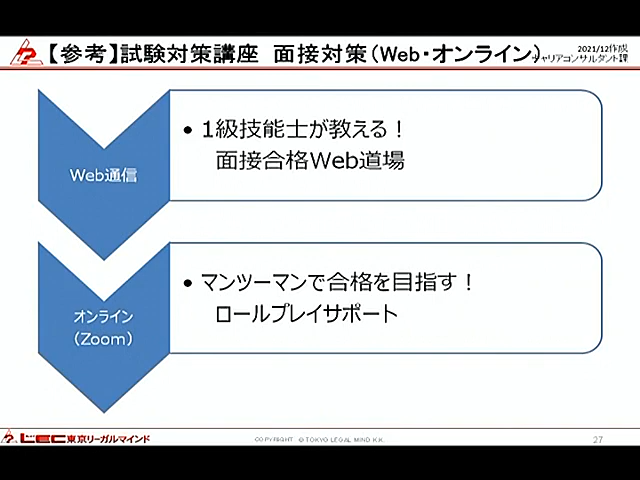 【参考】試験対策講座 面接対策(Web・オンライン)
2021/12作成
キャリアコンサルタント課
Web通信
• 1級技能士が教える！
面接合格Web道場
オンライン
(Zoom)
• マンツーマンで合格を目指す！
ロールプレイサポート
LEC東京リーガルマインド
COPYRIGHT © TOKYO LEGAL MIND K.K.
27